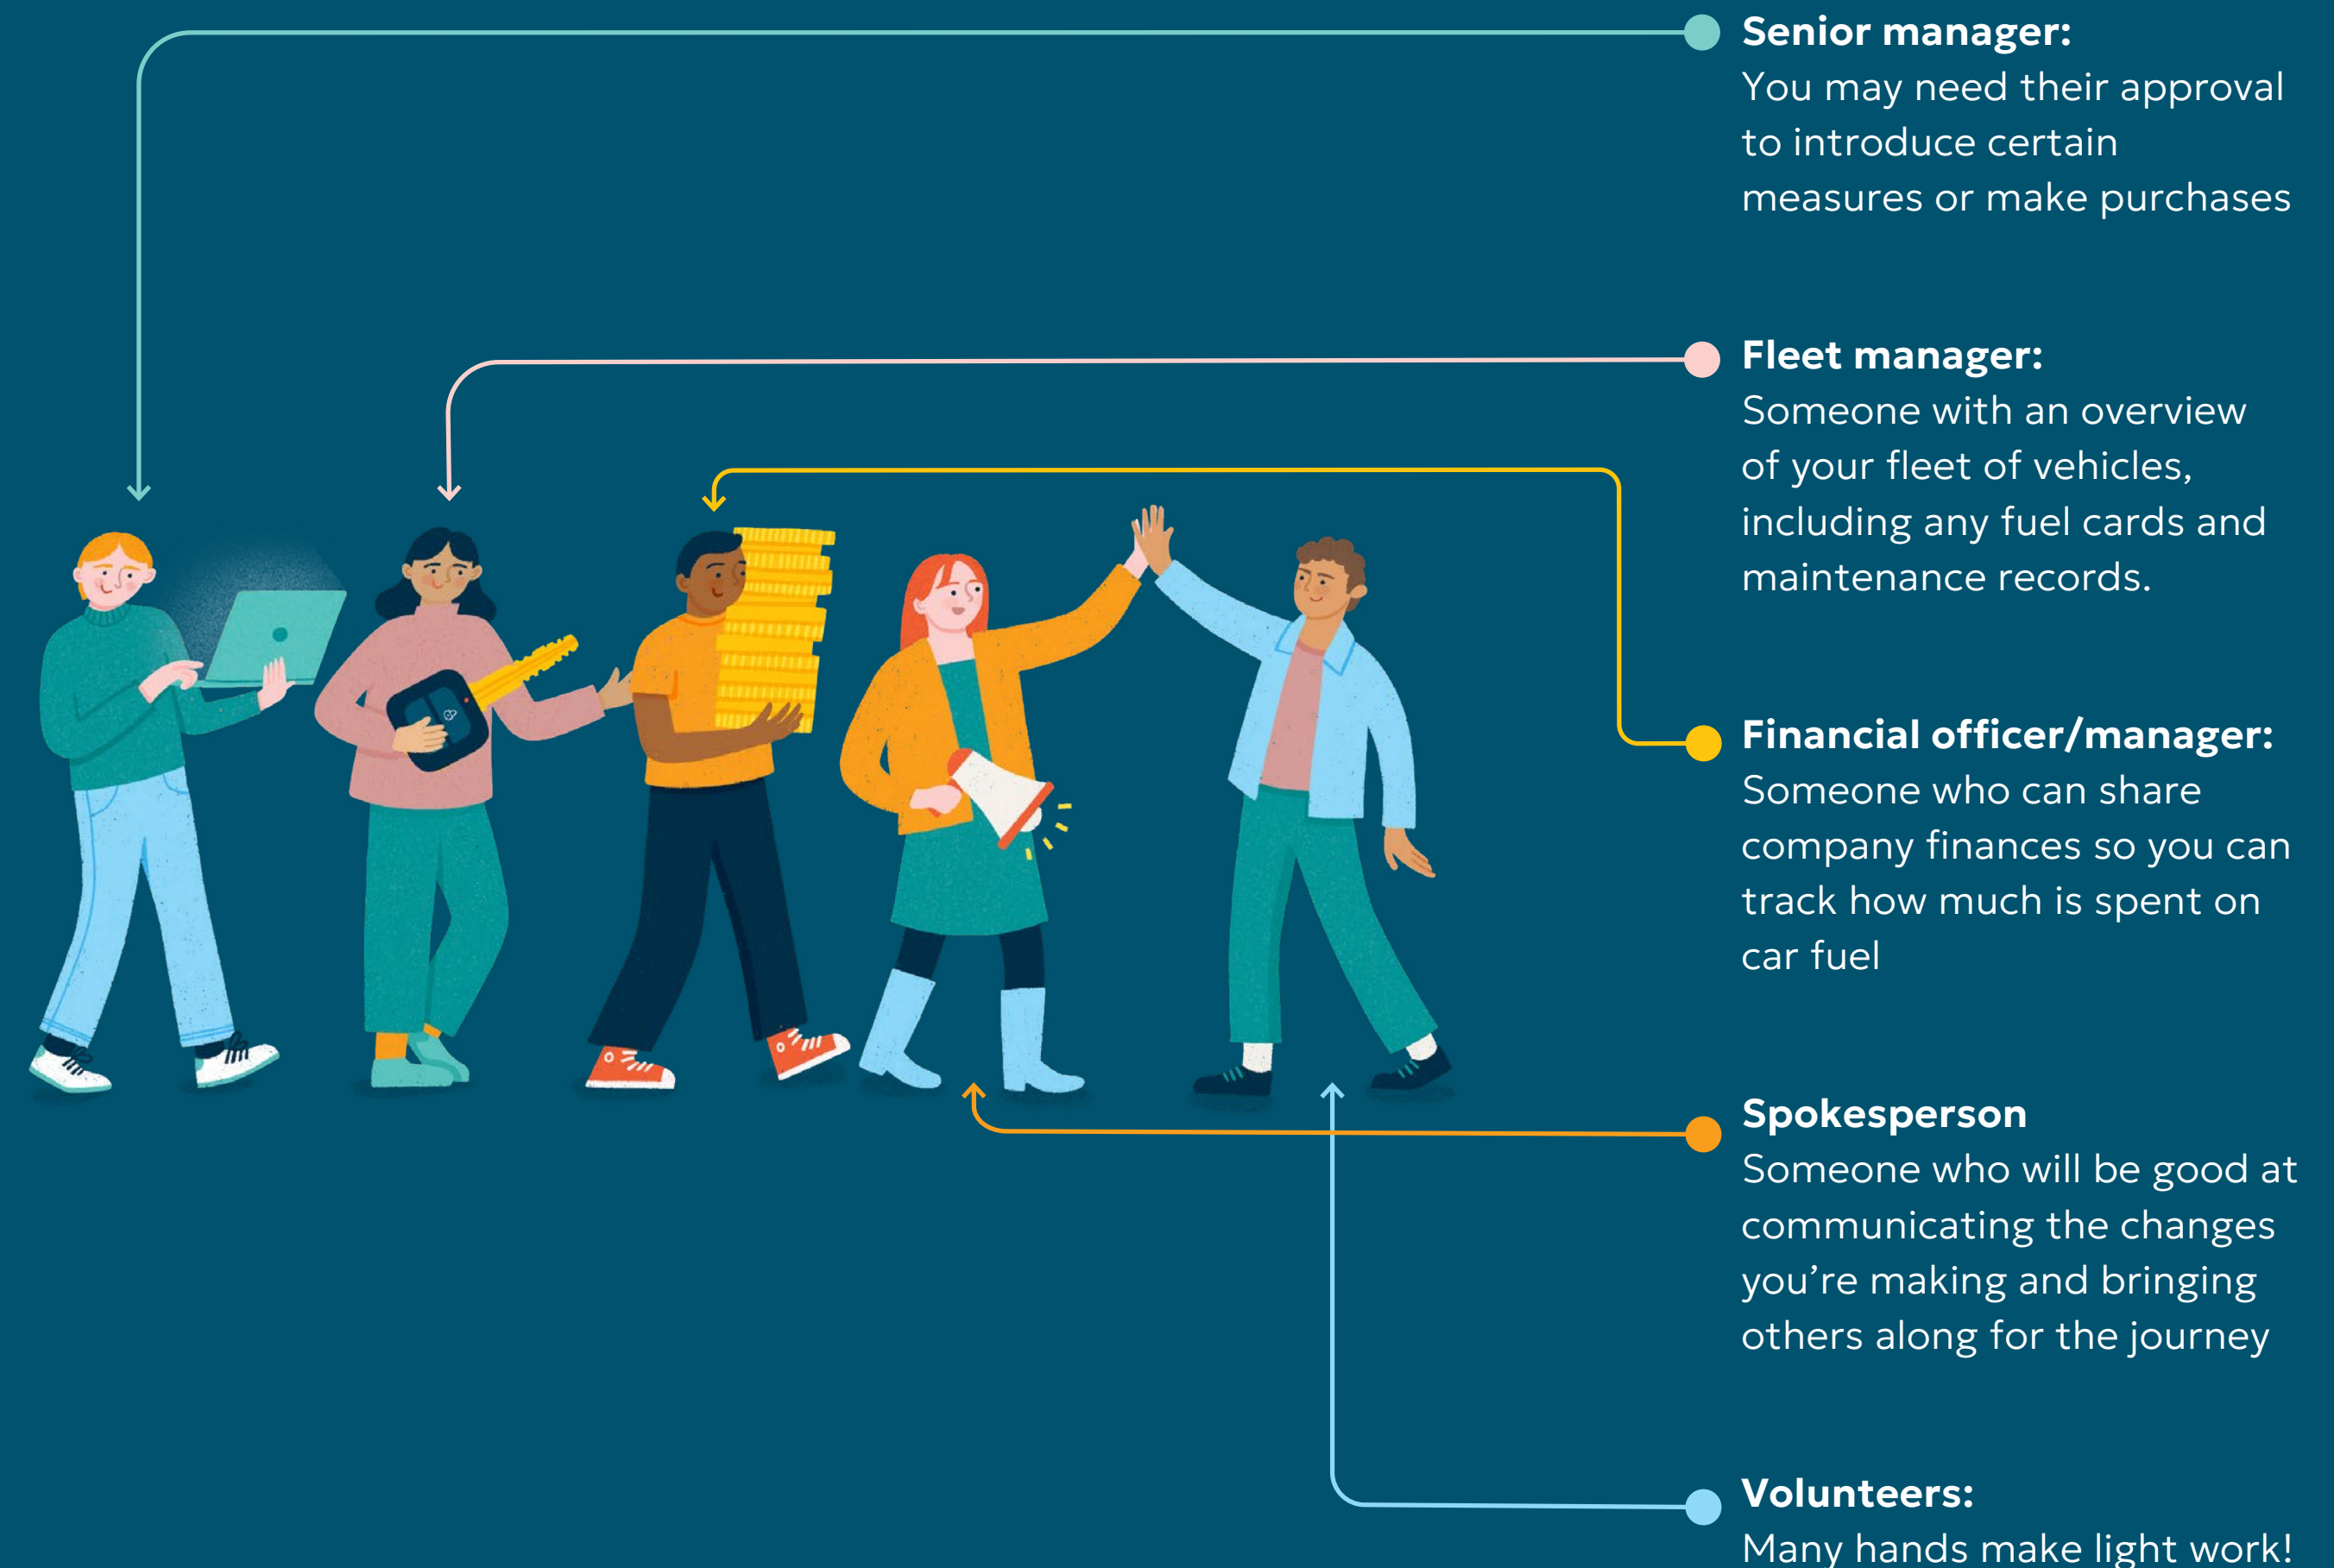 Senior manager:
You may need their approval
to introduce certain
measures or make purchases
Fleet manager:
Someone with an overview
of your fleet of vehicles,
including any fuel cards and
maintenance records.
Financial officer/manager:
Someone who can share
company finances so you can
track how much is spent on
car fuel
Spokesperson
Someone who will be good at
communicating the changes
you’re making and bringing
others along for the journey
Volunteers:
Many hands make light work!